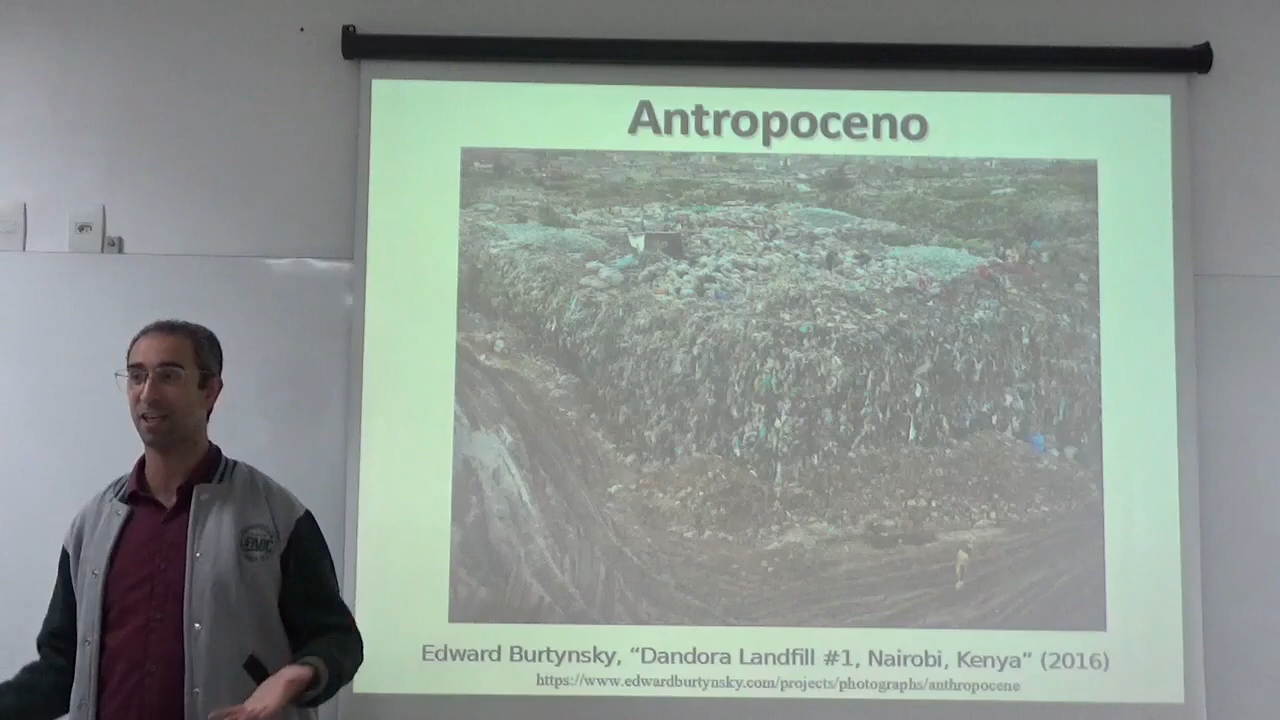 Antropoceno
Edward Burtynsky, “Dandora Landfill #1, Nairobi, Kenya” (2016)
https://www.edwardburtynsky.com/projects/photographs/anthropocene